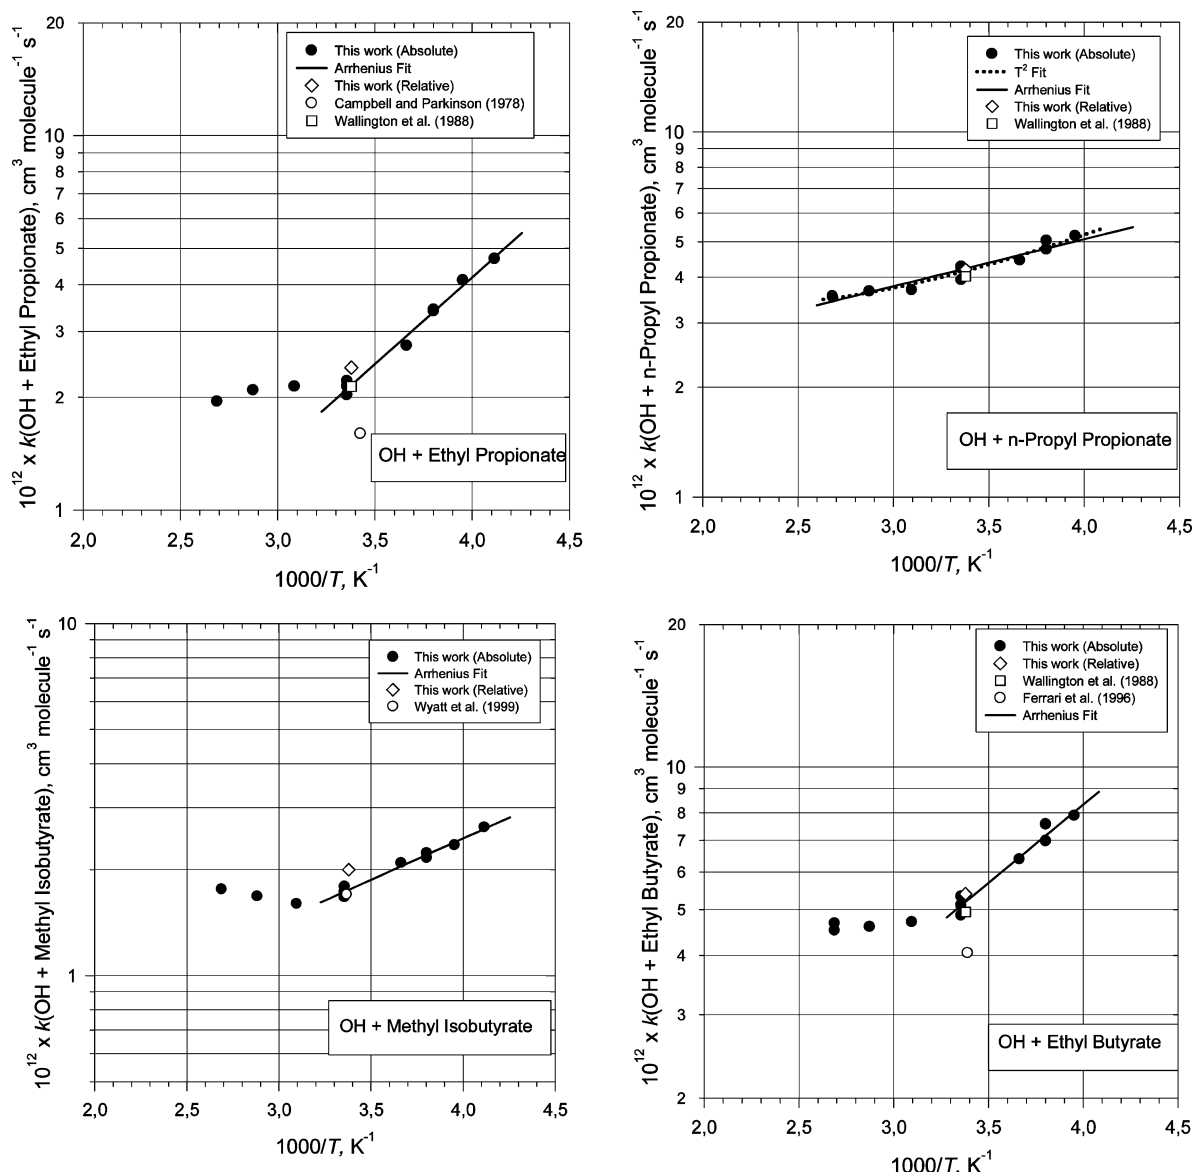 20
10
9
8
7
6
5
4
3
2
1
10¹² x k(OH + Ethyl Propionate), cm³ molecule⁻¹ s⁻¹
This work (Absolute)
Arrhenius Fit
This work (Relative)
Campbell and Parkinson (1978)
Wallington et al. (1988)
OH + Ethyl Propionate
2,0 2,5 3,0 3,5 4,0 4,5
1000/T, K⁻¹
20
10
9
8
7
6
5
4
3
2
1
10¹² x k(OH + n-Propyl Propionate), cm³ molecule⁻¹ s⁻¹
This work (Absolute)
T² Fit
Arrhenius Fit
This work (Relative)
Wallington et al. (1988)
OH + n-Propyl Propionate
2,0 2,5 3,0 3,5 4,0 4,5
1000/T, K⁻¹
10
1
10¹² x k(OH + Methyl Isobutyrate), cm³ molecule⁻¹ s⁻¹
This work (Absolute)
Arrhenius Fit
This work (Relative)
Wyatt et al. (1999)
OH + Methyl Isobutyrate
2,0 2,5 3,0 3,5 4,0 4,5
1000/T, K⁻¹
20
10
9
8
7
6
5
4
3
2
10¹² x k(OH + Ethyl Butyrate), cm³ molecule⁻¹ s⁻¹
This work (Absolute)
This work (Relative)
Wallington et al. (1988)
Ferrari et al. (1996)
Arrhenius Fit
OH + Ethyl Butyrate
2,0 2,5 3,0 3,5 4,0 4,5
1000/T, K⁻¹